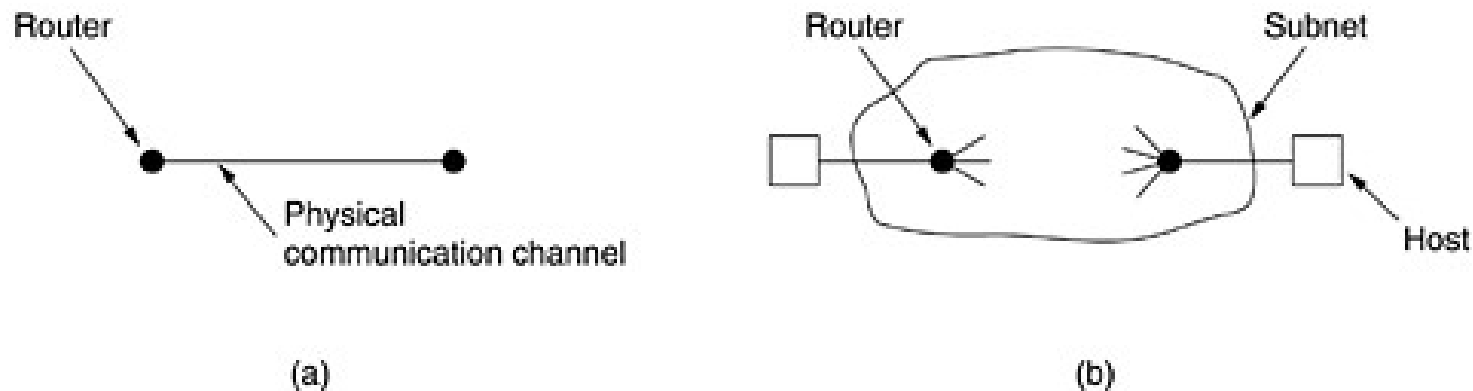 Router
Physical
communication channel
(a)
Router
Subnet
Host
(b)